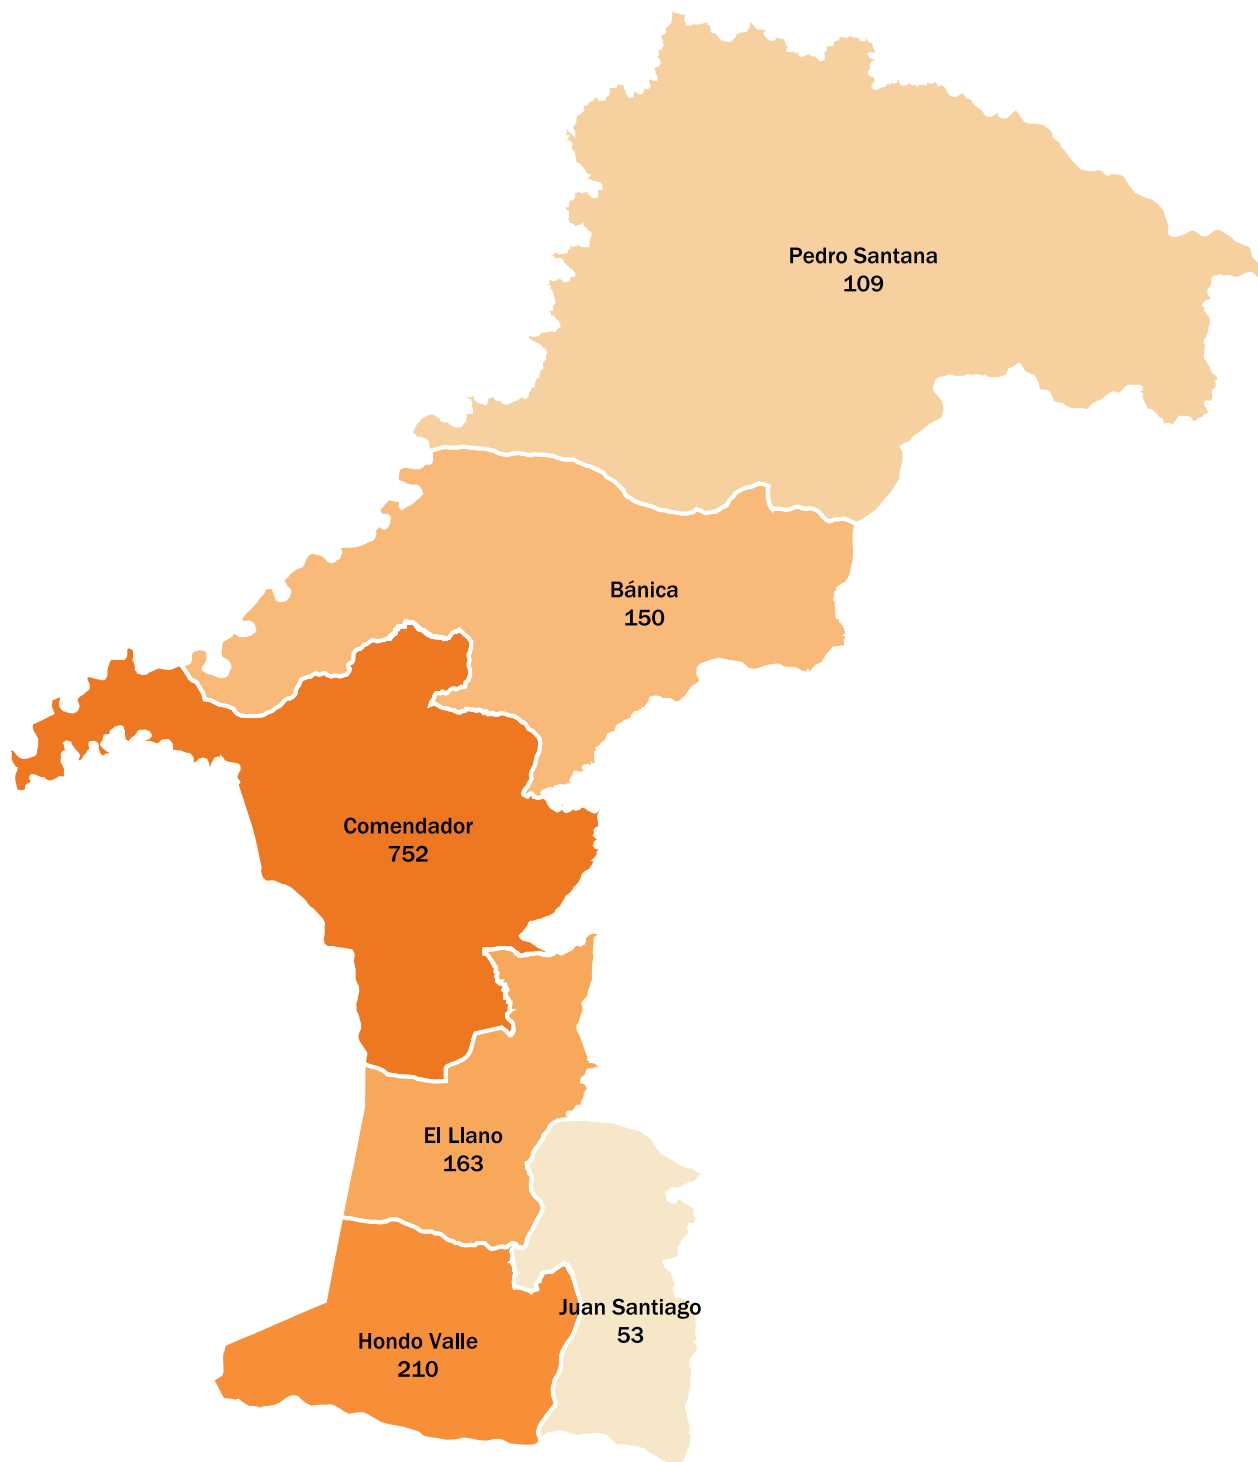 Pedro Santana
109
Bánica
150
Comendador
752
El Llano
163
Juan Santiago
53
Hondo Valle
210